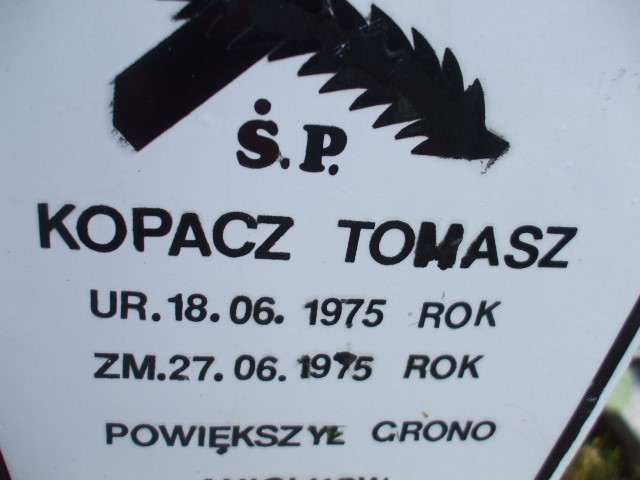 Ś.P.
KOPACZ TOMASZ
UR.18.06.1975 ROK
ZM.27.06.1975 ROK
POWIĘKSZYŁ GRONO